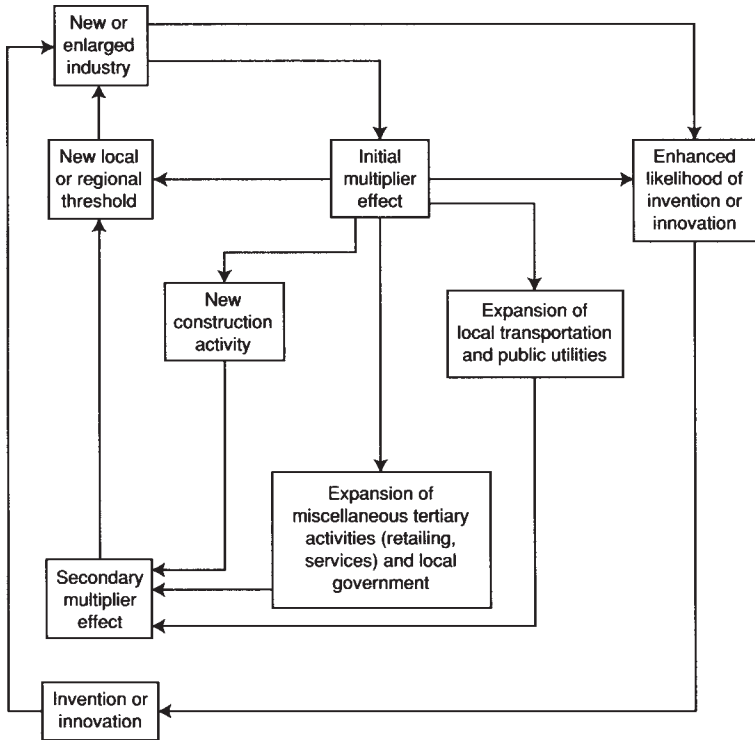 New or
enlarged
industry
New local
or regional
threshold
Initial
multiplier
effect
Enhanced
likelihood of
invention or
innovation
New
construction
activity
Expansion of
local transportation
and public utilities
Expansion of
miscellaneous tertiary
activities (retailing,
services) and local
government
Secondary
multiplier
effect
Invention or
innovation